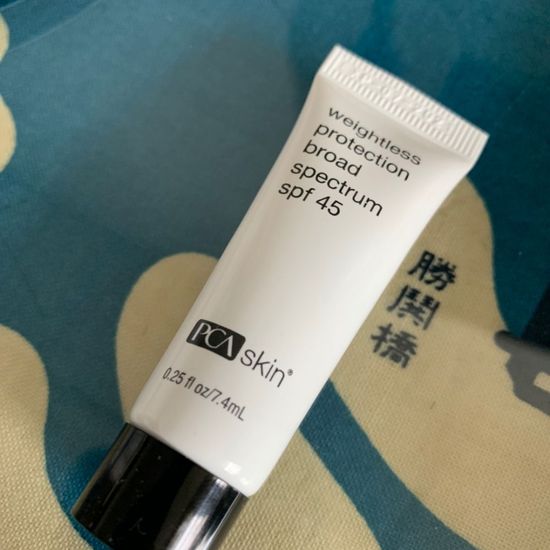 weightless
protection
broad
spectrum
spf 45
PCA skin®
0.25 fl oz/7.4mL
勝
鬨
橋